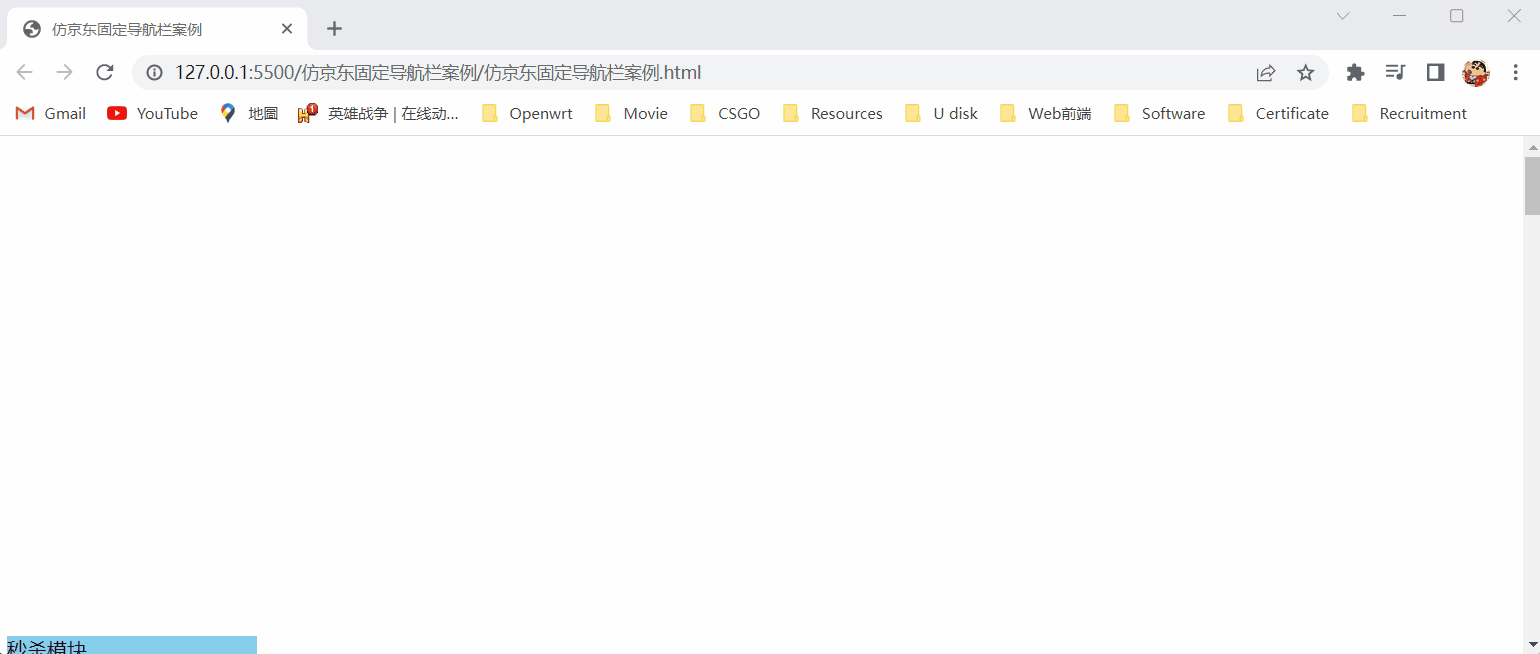 仿京东固定导航栏案例
127.0.0.1:5500/仿京东固定导航栏案例/仿京东固定导航栏案例.html
Gmail YouTube 地圖 英雄战争 | 在线动... Openwrt Movie CSGO Resources U disk Web前端 Software Certificate Recruitment
秒杀模块